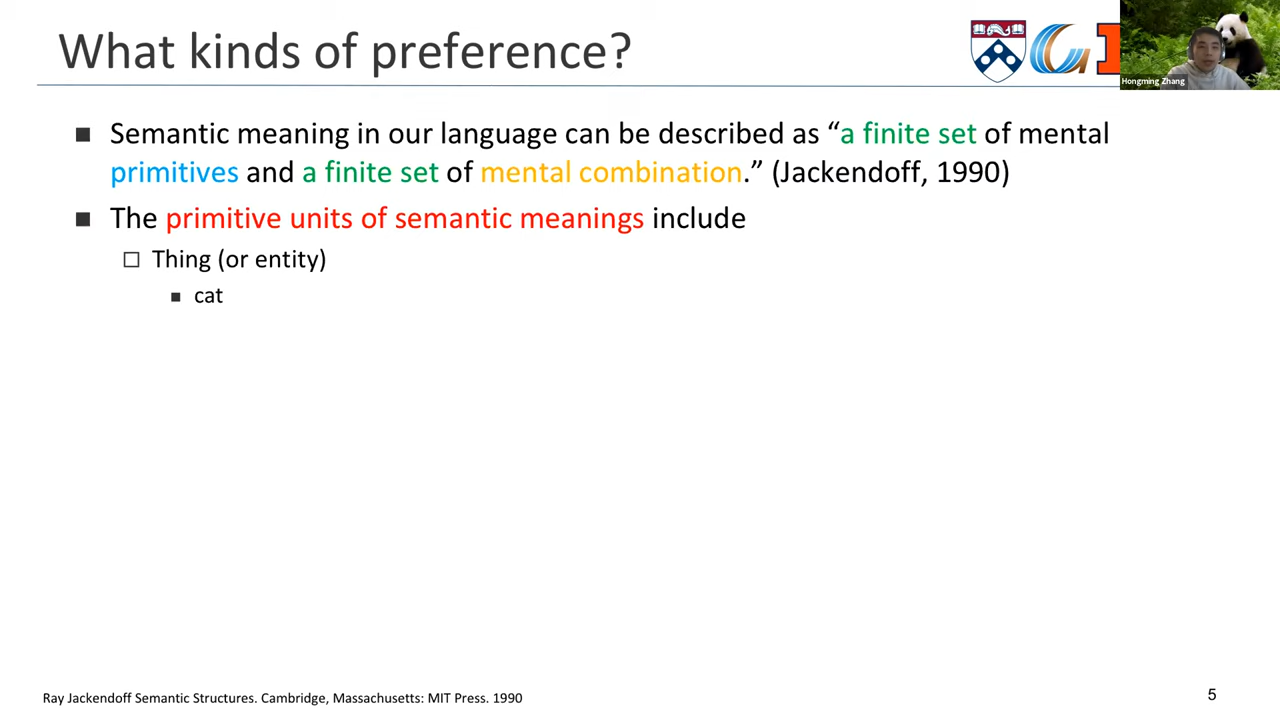 What kinds of preference?
Hongming Zhang
Semantic meaning in our language can be described as “a finite set of mental
primitives and a finite set of mental combination.” (Jackendoff, 1990)
The primitive units of semantic meanings include
Thing (or entity)
cat
Ray Jackendoff Semantic Structures. Cambridge, Massachusetts: MIT Press. 1990
5